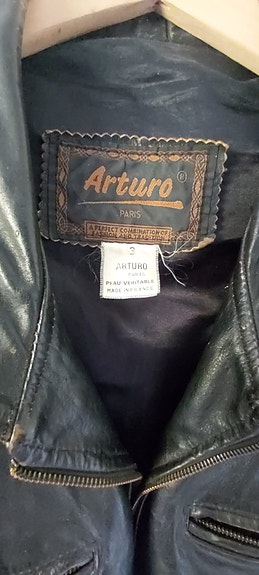 Arturo ®
PARIS
A PERFECT COMBINATION OF
FASHION AND TRADITION
3
ARTURO
PARIS
PEAU VERITABLE
MADE IN FRANCE